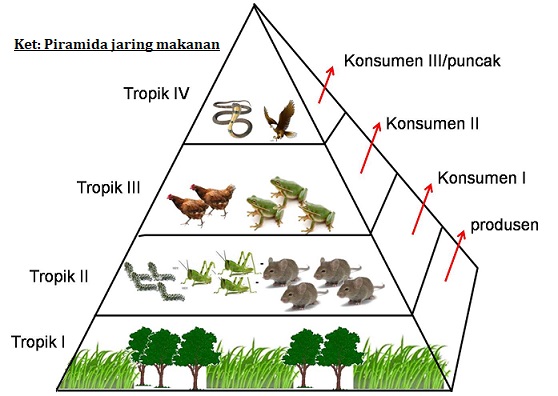 Ket: Piramida jaring makanan
Konsumen III/puncak
Tropik IV
Konsumen II
Tropik III
Konsumen I
produsen
Tropik II
Tropik I